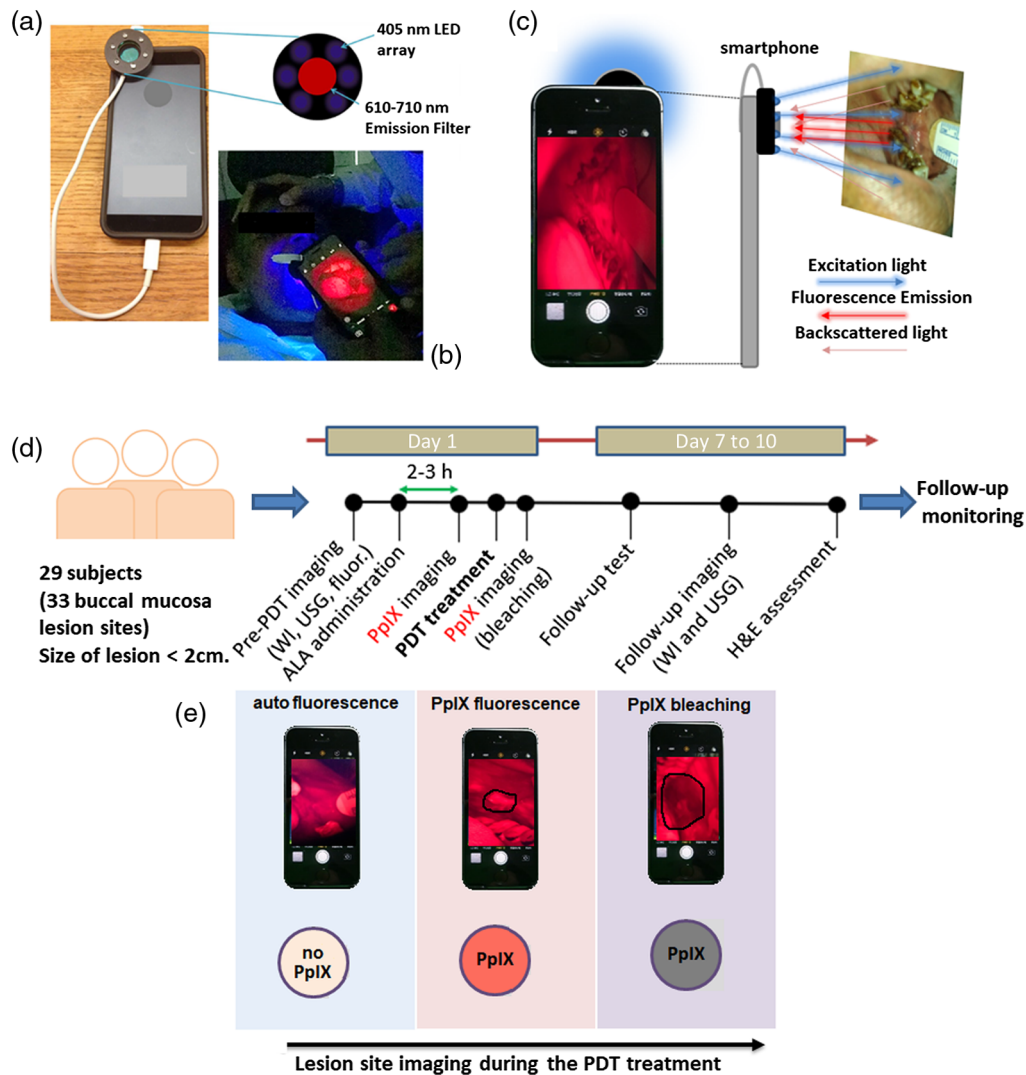 (a)
405 nm LED
array
610-710 nm
Emission Filter
(b)
(c)
smartphone
Excitation light
Fluorescence Emission
Backscattered light
(d)
Day 1
Day 7 to 10
2-3 h
29 subjects
(33 buccal mucosa
lesion sites)
Size of lesion < 2cm.
Pre-PDT imaging
(WI, USG, fluor.)
ALA administration
PpIX imaging
PDT treatment
PpIX imaging
(bleaching)
Follow-up test
Follow-up imaging
(WI and USG)
H&E assessment
Follow-up
monitoring
(e)
auto fluorescence
PpIX fluorescence
PpIX bleaching
no
PpIX
PpIX
PpIX
Lesion site imaging during the PDT treatment